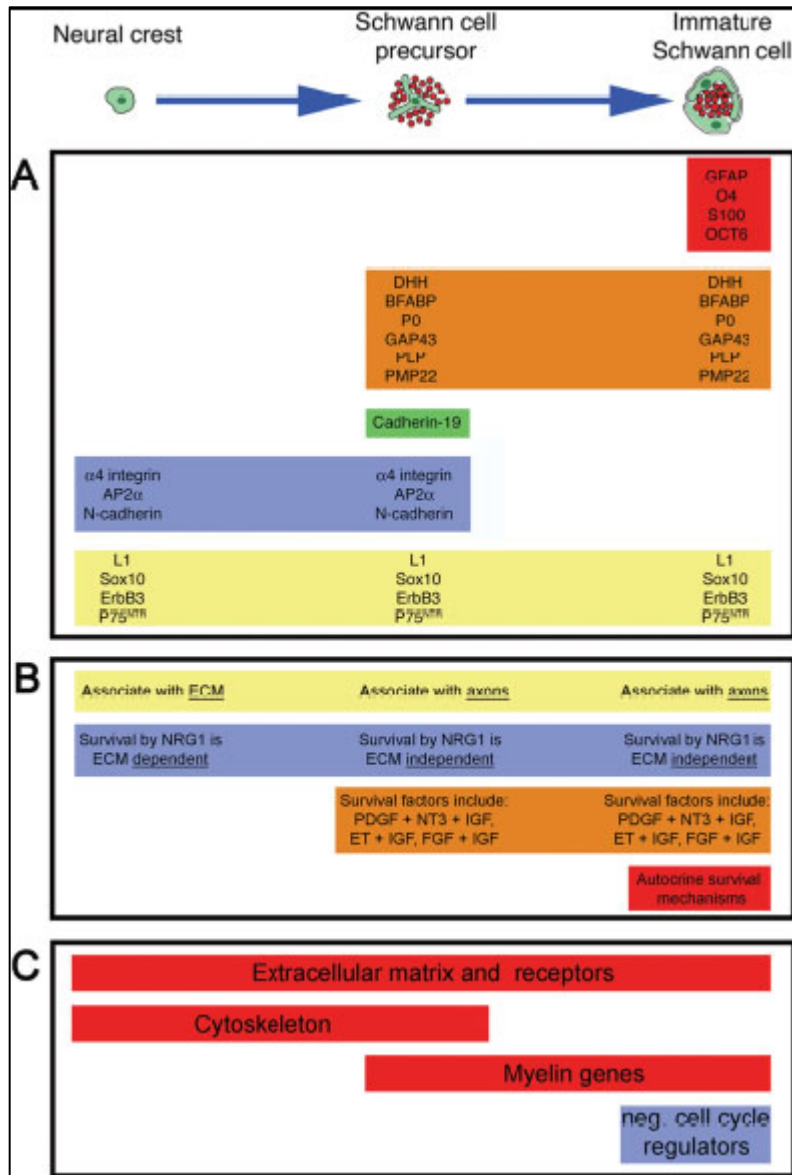 Neural crest
Schwann cell
precursor
Immature
Schwann cell
A
GFAP
O4
S100
OCT6
DHH
BFABP
P0
GAP43
PLP
PMP22
DHH
BFABP
P0
GAP43
PLP
PMP22
Cadherin-19
α4 integrin
AP2α
N-cadherin
α4 integrin
AP2α
N-cadherin
L1
Sox10
ErbB3
P75NTR
L1
Sox10
ErbB3
P75NTR
L1
Sox10
ErbB3
P75NTR
B
Associate with ECM
Associate with axons
Associate with axons
Survival by NRG1 is
ECM dependent
Survival by NRG1 is
ECM independent
Survival by NRG1 is
ECM independent
Survival factors include:
PDGF + NT3 + IGF,
ET + IGF, FGF + IGF
Survival factors include:
PDGF + NT3 + IGF,
ET + IGF, FGF + IGF
Autocrine survival
mechanisms
C
Extracellular matrix and receptors
Cytoskeleton
Myelin genes
neg. cell cycle
regulators